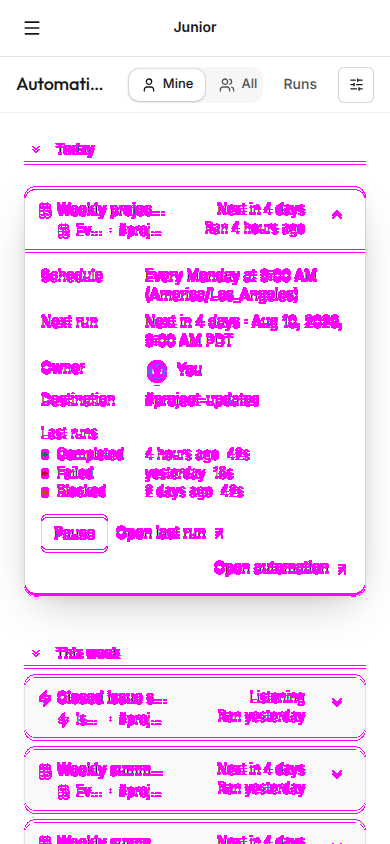 Junior
Automati...
Mine
All
Runs
Today
Weekly projec...
Next in 4 days
Ev... · #proj...
Ran 4 hours ago
Schedule
Every Monday at 9:00 AM
(America/Los_Angeles)
Next run
Next in 4 days · Aug 10, 2026,
9:00 AM PDT
Owner
You
Destination
#project-updates
Last runs
Completed 4 hours ago 42s
Failed yesterday 18s
Blocked 2 days ago 42s
Pause
Open last run
Open automation
This week
Closed issue s...
Listening
Is... · #proj...
Ran yesterday
Weekly summ...
Next in 4 days
Ev... · #proj...
Ran yesterday
Weekly summ...
Next in 4 days